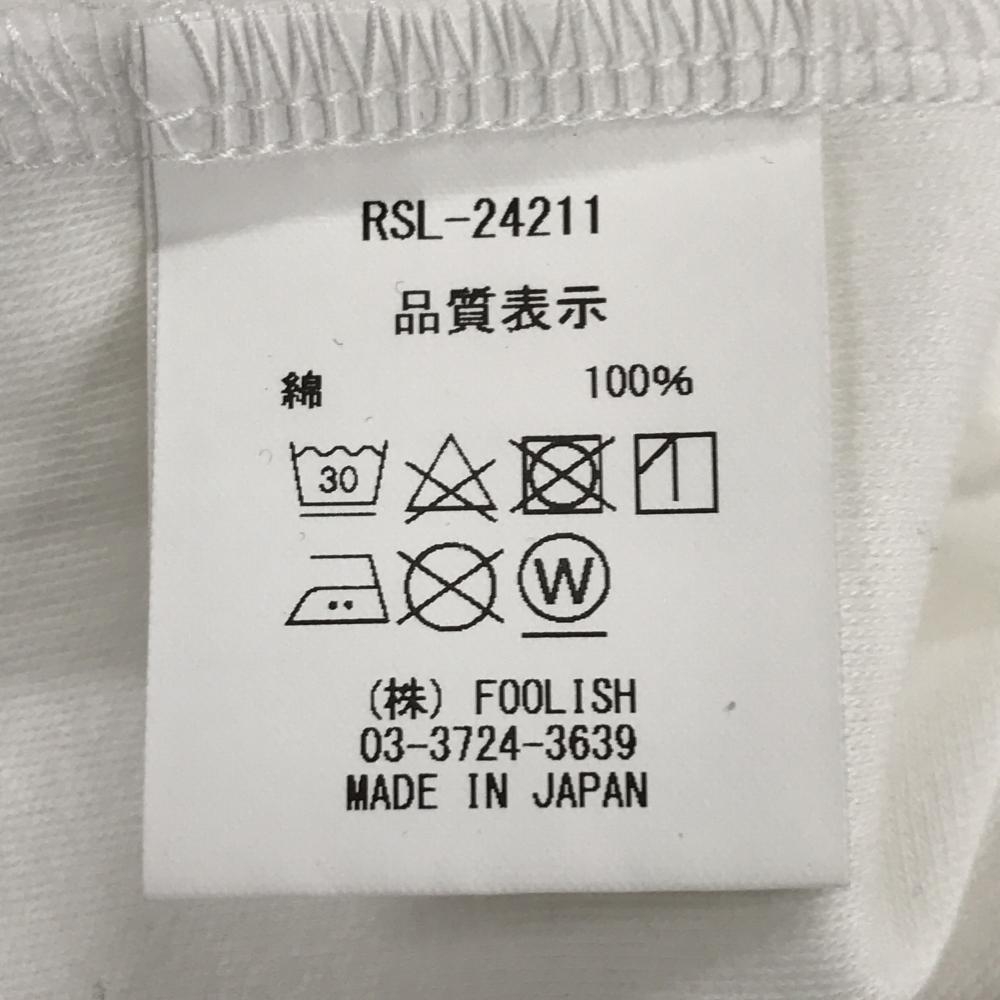 RSL-24211
品質表示
綿 100%
30
W
(株) FOOLISH
03-3724-3639
MADE IN JAPAN